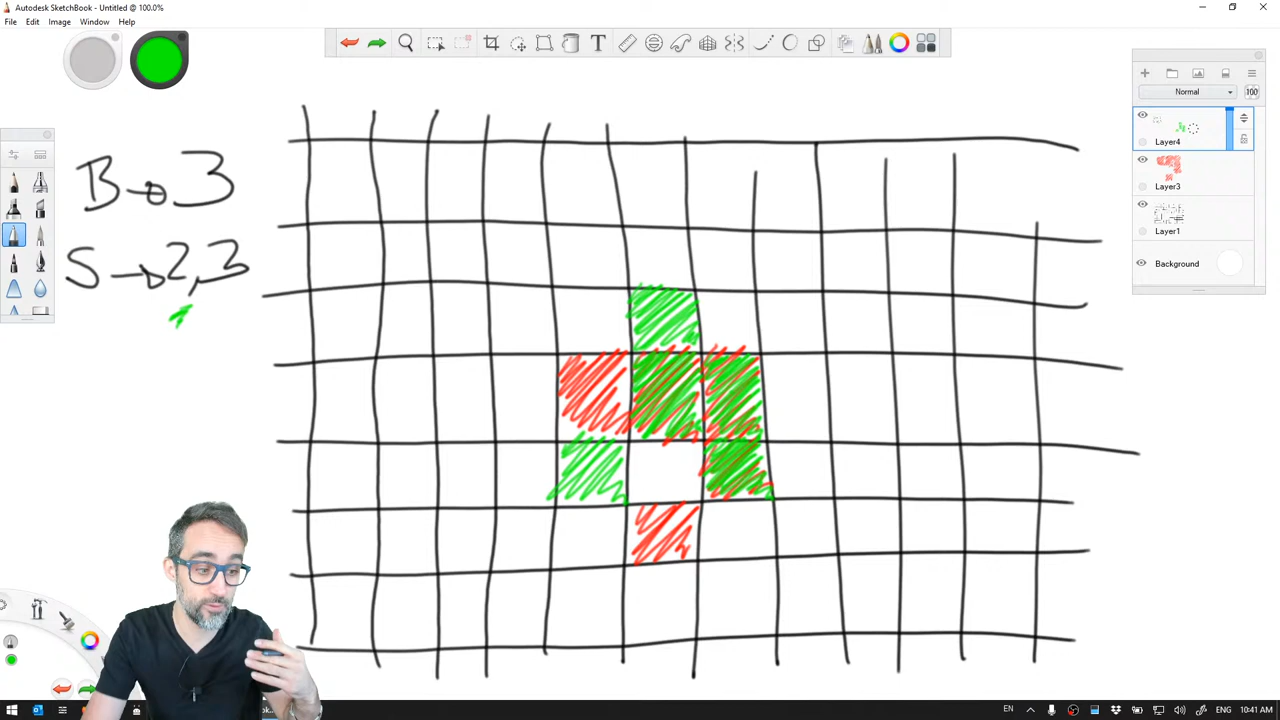 Autodesk SketchBook - Untitled @ 100.0%
File Edit Image Window Help
T
Normal 100
Layer4
Layer3
Layer1
Background
B→3
S→2,3
EN 10:41 AM